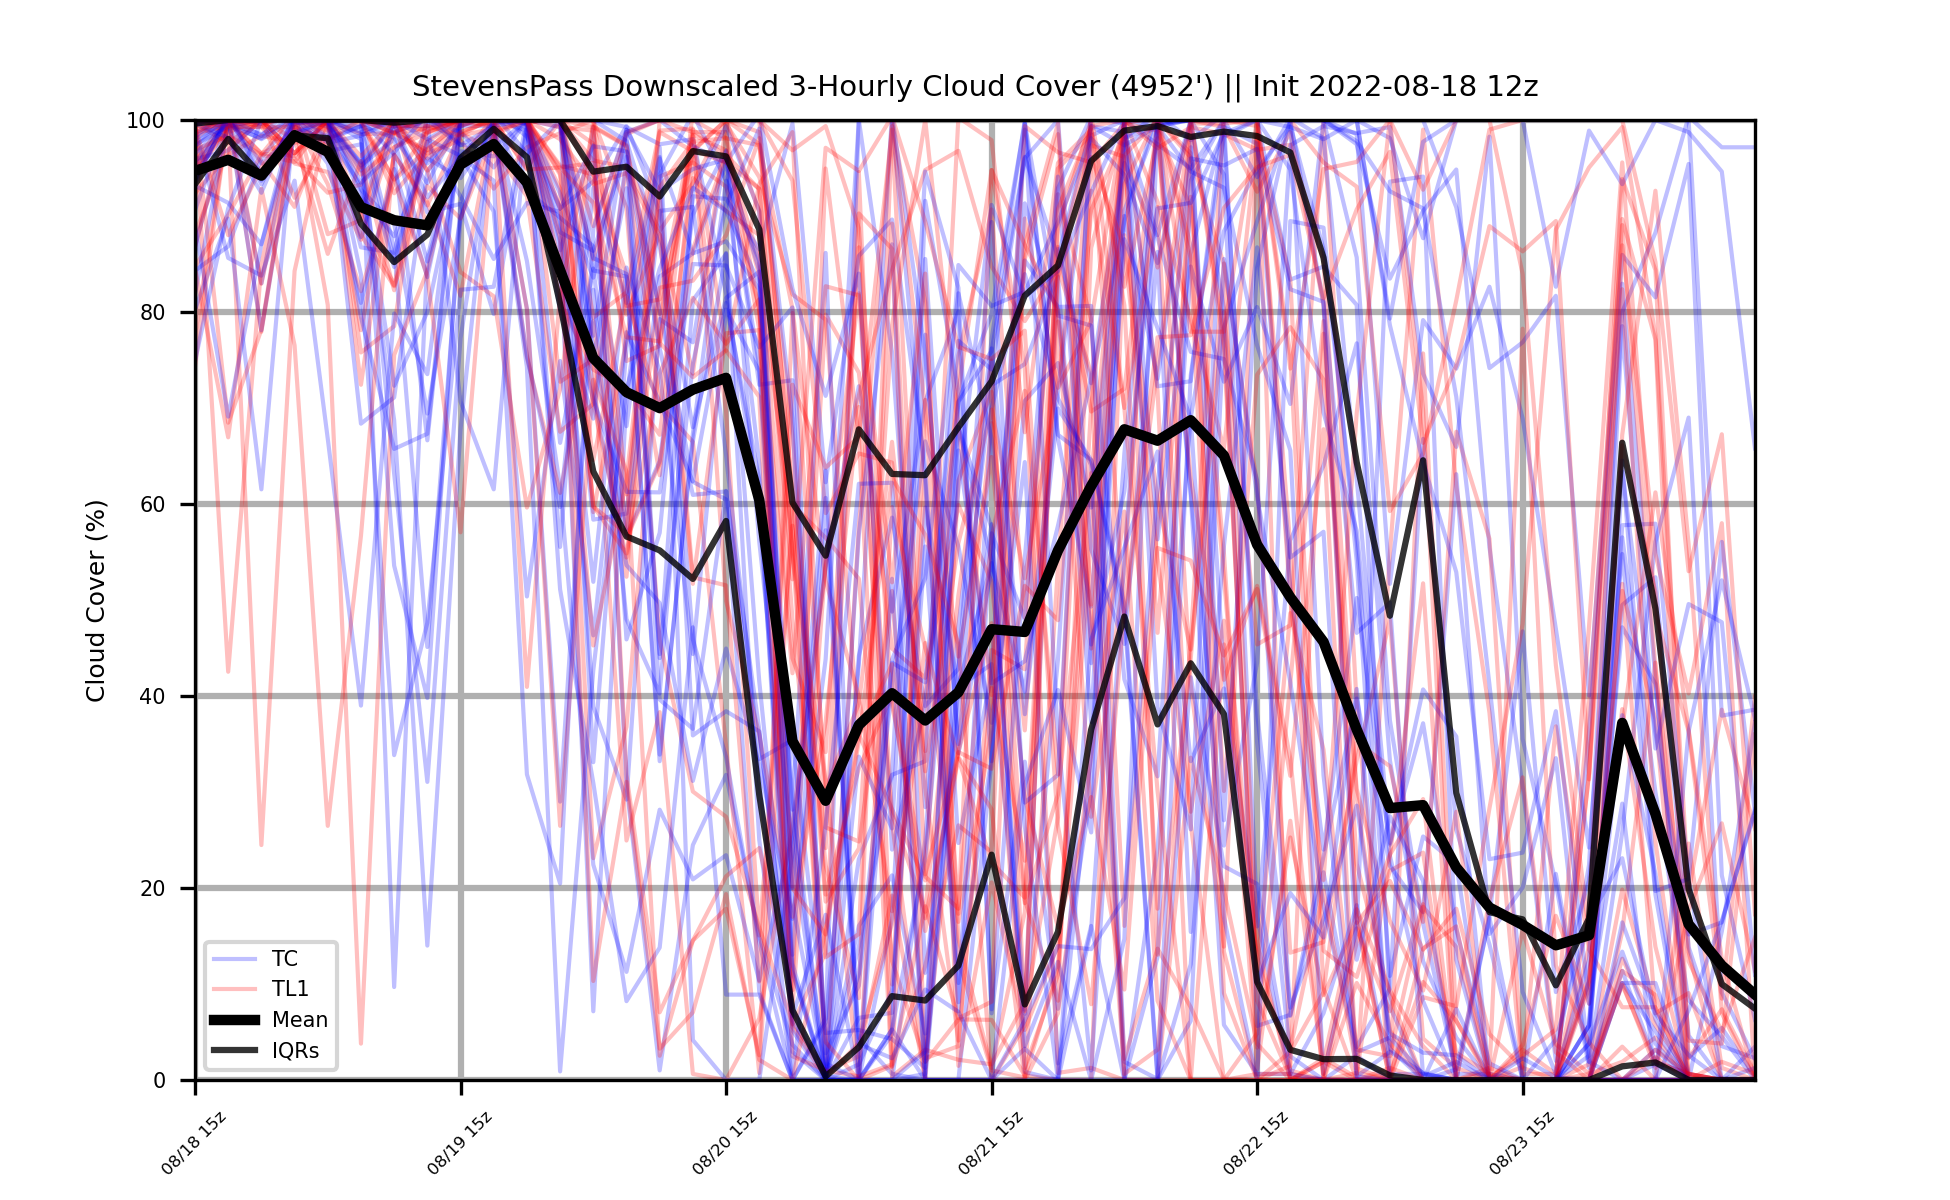 StevensPass Downscaled 3-Hourly Cloud Cover (4952') || Init 2022-08-18 12z
Cloud Cover (%)
100
80
60
40
20
0
TC
TL1
Mean
IQRs
08/18 15z
08/19 15z
08/20 15z
08/21 15z
08/22 15z
08/23 15z